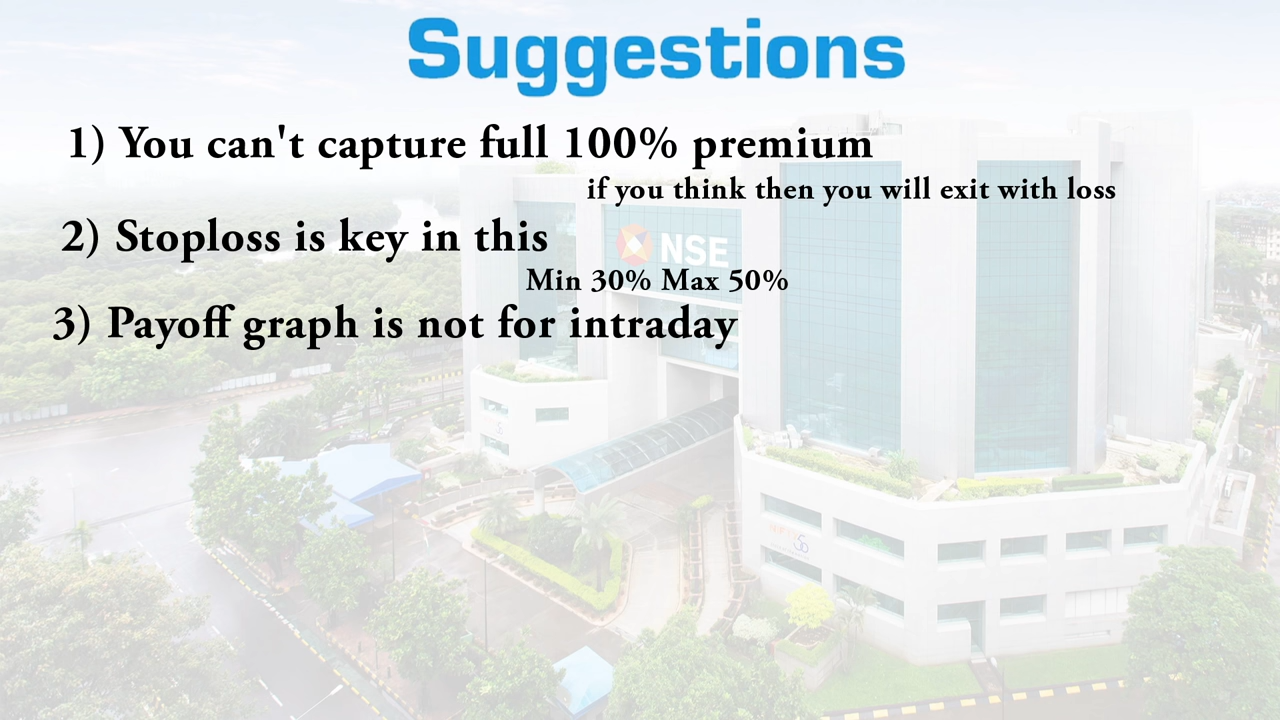 Suggestions
1) You can't capture full 100% premium
if you think then you will exit with loss
2) Stoploss is key in this
NSE
Min 30% Max 50%
3) Payoff graph is not for intraday